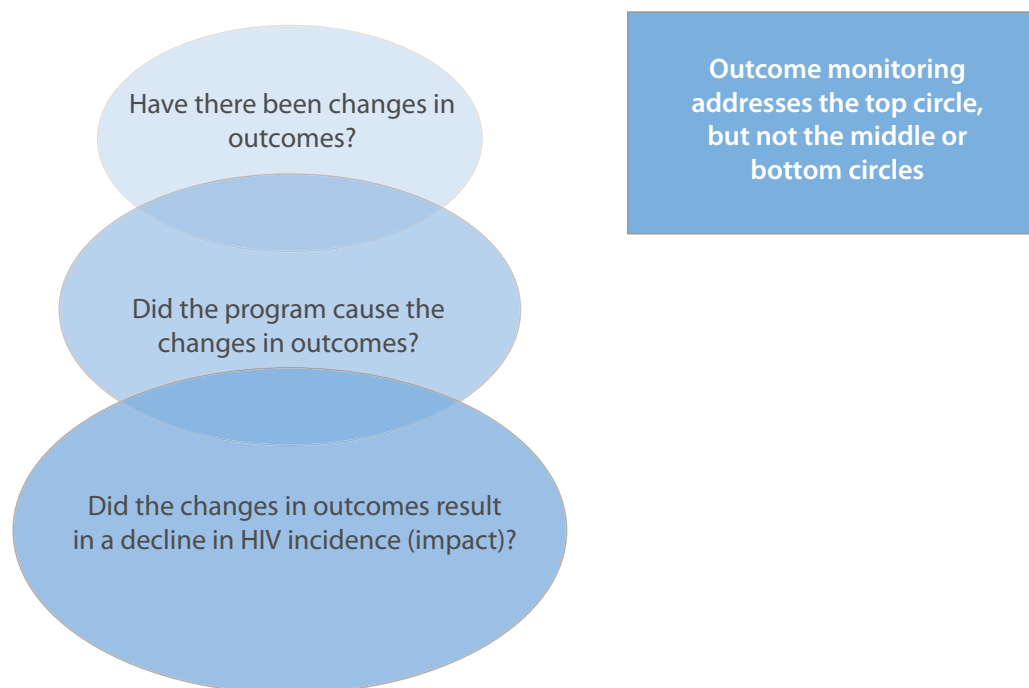 Have there been changes in
outcomes?
Did the program cause the
changes in outcomes?
Did the changes in outcomes result
in a decline in HIV incidence (impact)?
Outcome monitoring
addresses the top circle,
but not the middle or
bottom circles